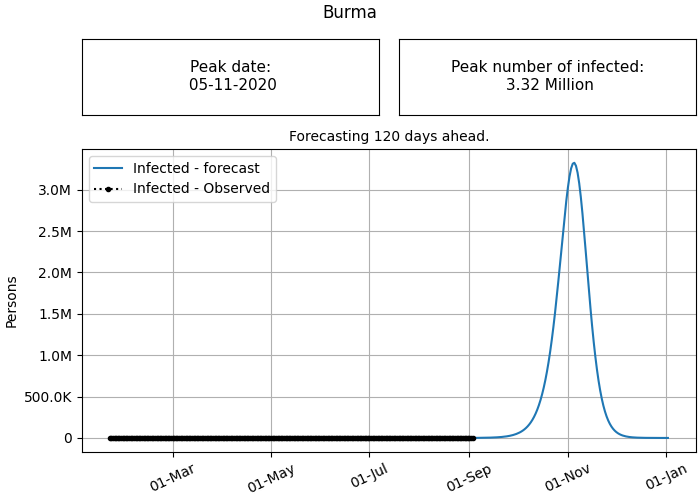 Burma
Peak date:
05-11-2020
Peak number of infected:
3.32 Million
Forecasting 120 days ahead.
Infected - forecast
Infected - Observed
Persons
3.0M
2.5M
2.0M
1.5M
1.0M
500.0K
0
01-Mar
01-May
01-Jul
01-Sep
01-Nov
01-Jan